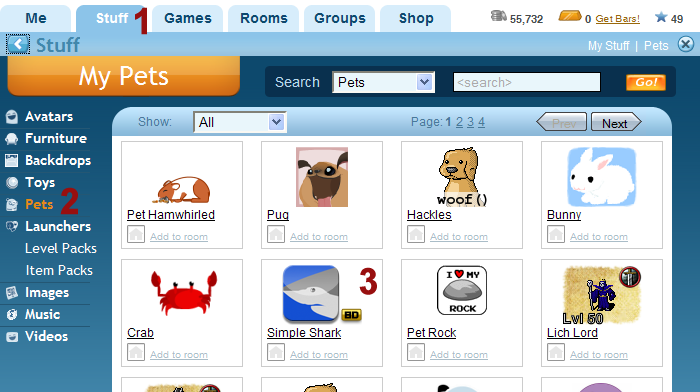 Me Stuff 1 Games Rooms Groups Shop 55,732 0 Get Bars! 49
Stuff My Stuff | Pets
My Pets Search Pets <search> Go!
Avatars
Furniture
Backdrops
Toys
Pets 2
Launchers
Level Packs
Item Packs
Images
Music
Videos
Show: All Page: 1 2 3 4 Prev Next
woof()
Pet Hamwhirled Pug Hackles Bunny
Add to room Add to room Add to room Add to room
3
I ♥ MY
ROCK
BD
Lvl 50
Crab Simple Shark Pet Rock Lich Lord
Add to room Add to room Add to room Add to room